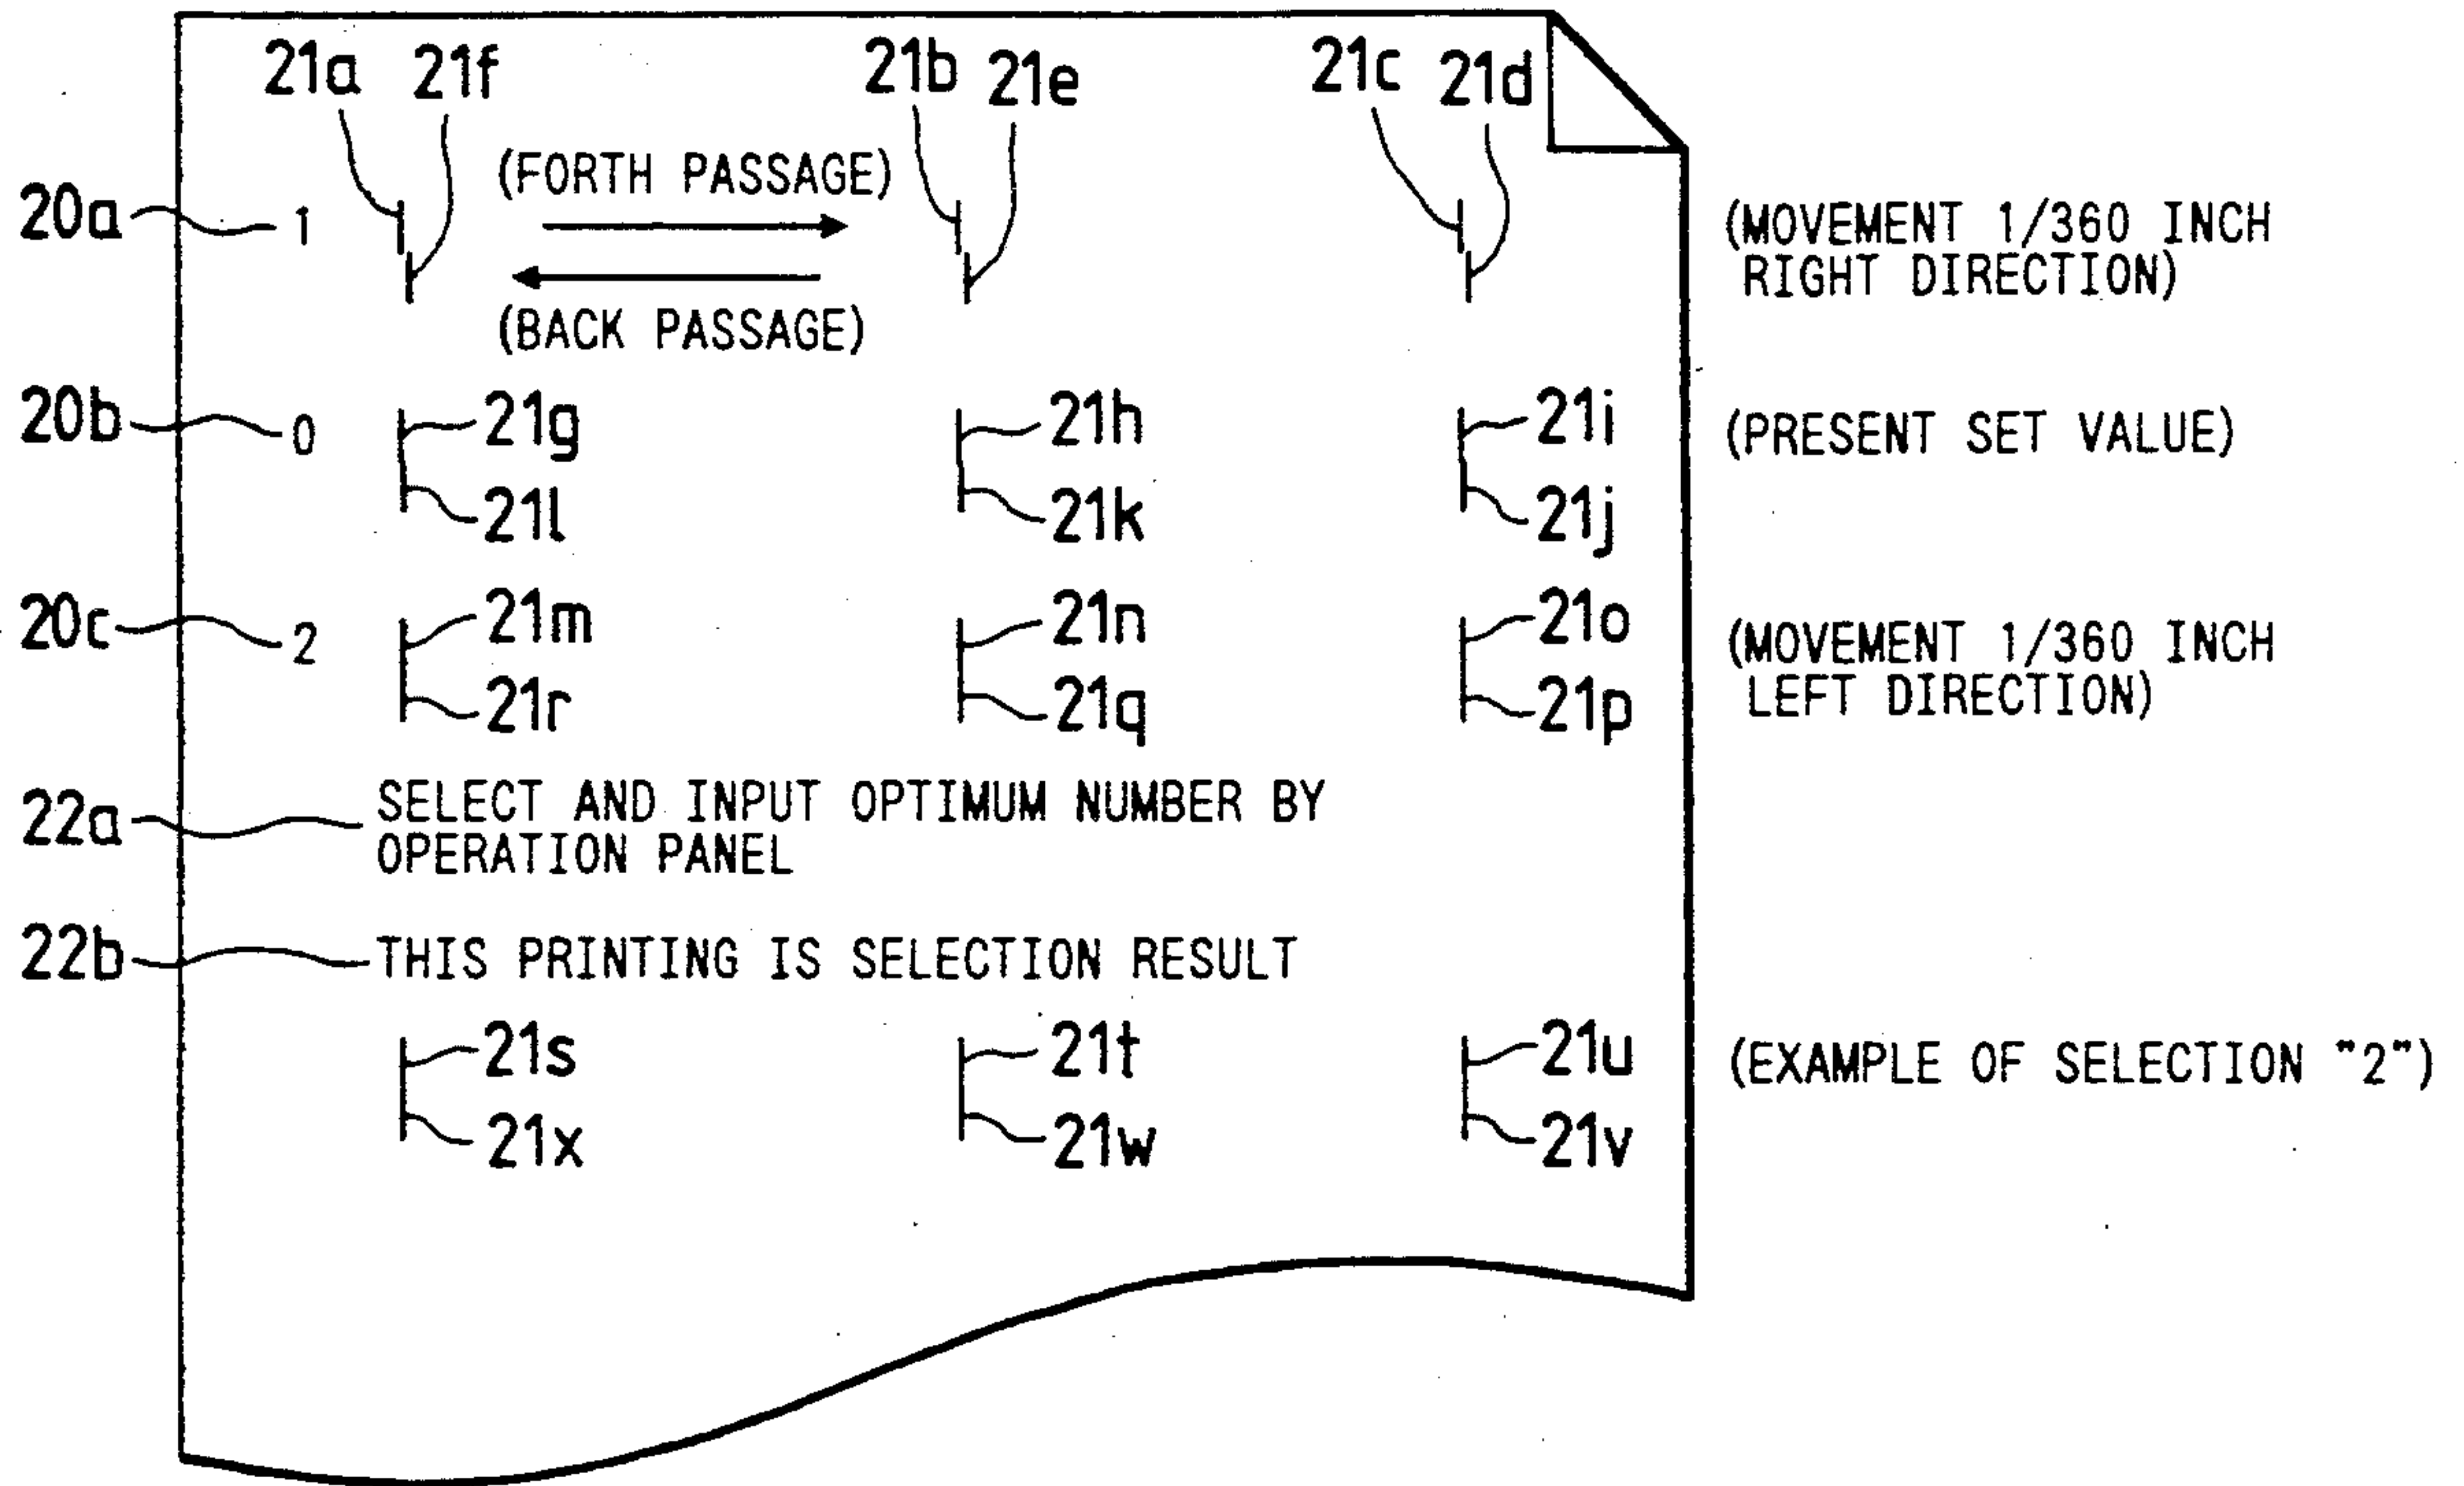 21a 21f 21b 21e 21c 21d
(FORTH PASSAGE)
20a 1 (MOVEMENT 1/360 INCH
RIGHT DIRECTION)
(BACK PASSAGE)
20b 0 21g 21h 21i (PRESENT SET VALUE)
21l 21k 21j
20c 2 21m 21n 21o (MOVEMENT 1/360 INCH
21r 21q 21p LEFT DIRECTION)
22a SELECT AND INPUT OPTIMUM NUMBER BY
OPERATION PANEL
22b THIS PRINTING IS SELECTION RESULT
21s 21t 21u (EXAMPLE OF SELECTION "2")
21x 21w 21v